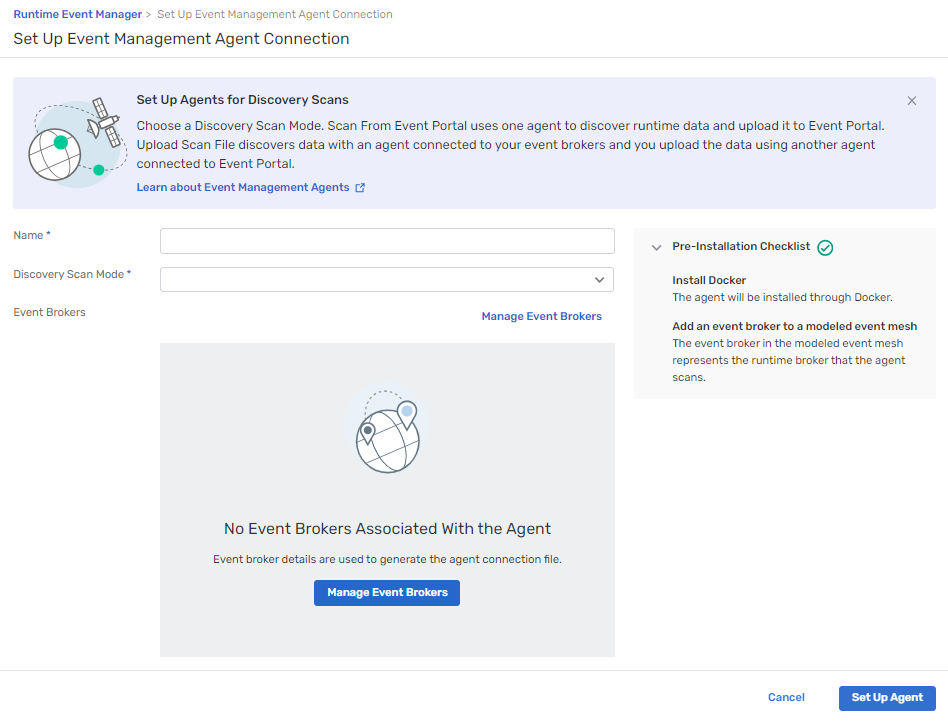 Runtime Event Manager > Set Up Event Management Agent Connection
Set Up Event Management Agent Connection
Set Up Agents for Discovery Scans
Choose a Discovery Scan Mode. Scan From Event Portal uses one agent to discover runtime data and upload it to Event Portal.
Upload Scan File discovers data with an agent connected to your event brokers and you upload the data using another agent
connected to Event Portal.
Learn about Event Management Agents
Name *
Discovery Scan Mode *
Event Brokers
Manage Event Brokers
No Event Brokers Associated With the Agent
Event broker details are used to generate the agent connection file.
Manage Event Brokers
Pre-Installation Checklist
Install Docker
The agent will be installed through Docker.
Add an event broker to a modeled event mesh
The event broker in the modeled event mesh
represents the runtime broker that the agent
scans.
Cancel
Set Up Agent